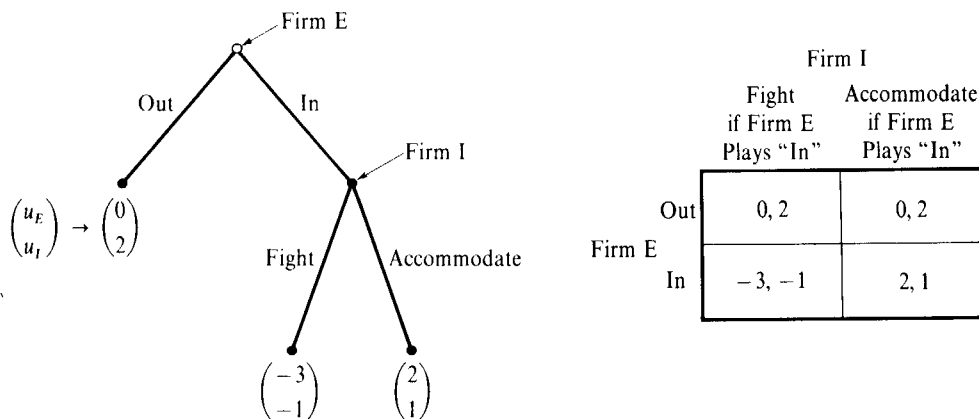 Firm E
Out
In
Firm I
(u_E
u_I) → (0
2)
Fight
Accommodate
(−3
−1)
(2
1)
Firm I
Fight
if Firm E
Plays “In”
Accommodate
if Firm E
Plays “In”
Firm E
Out
0, 2
0, 2
In
−3, −1
2, 1